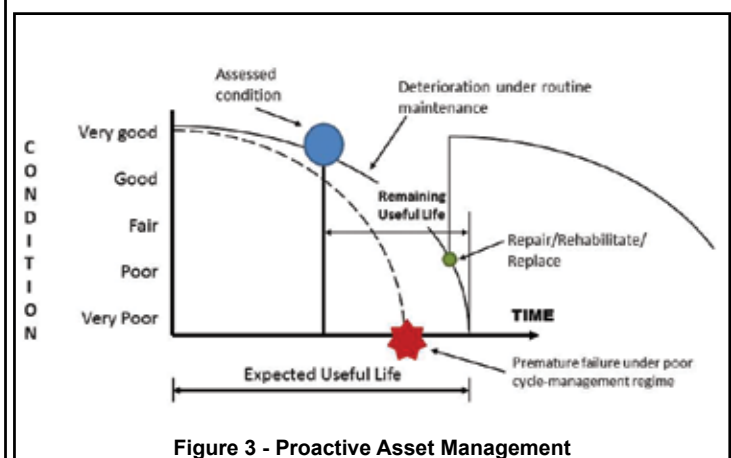 Assessed
condition
Deterioration under routine
maintenance
CONDITION
Very good
Good
Fair
Poor
Very Poor
Remaining
Useful Life
Repair/Rehabilitate/
Replace
TIME
Premature failure under poor
cycle-management regime
Expected Useful Life
Figure 3 - Proactive Asset Management